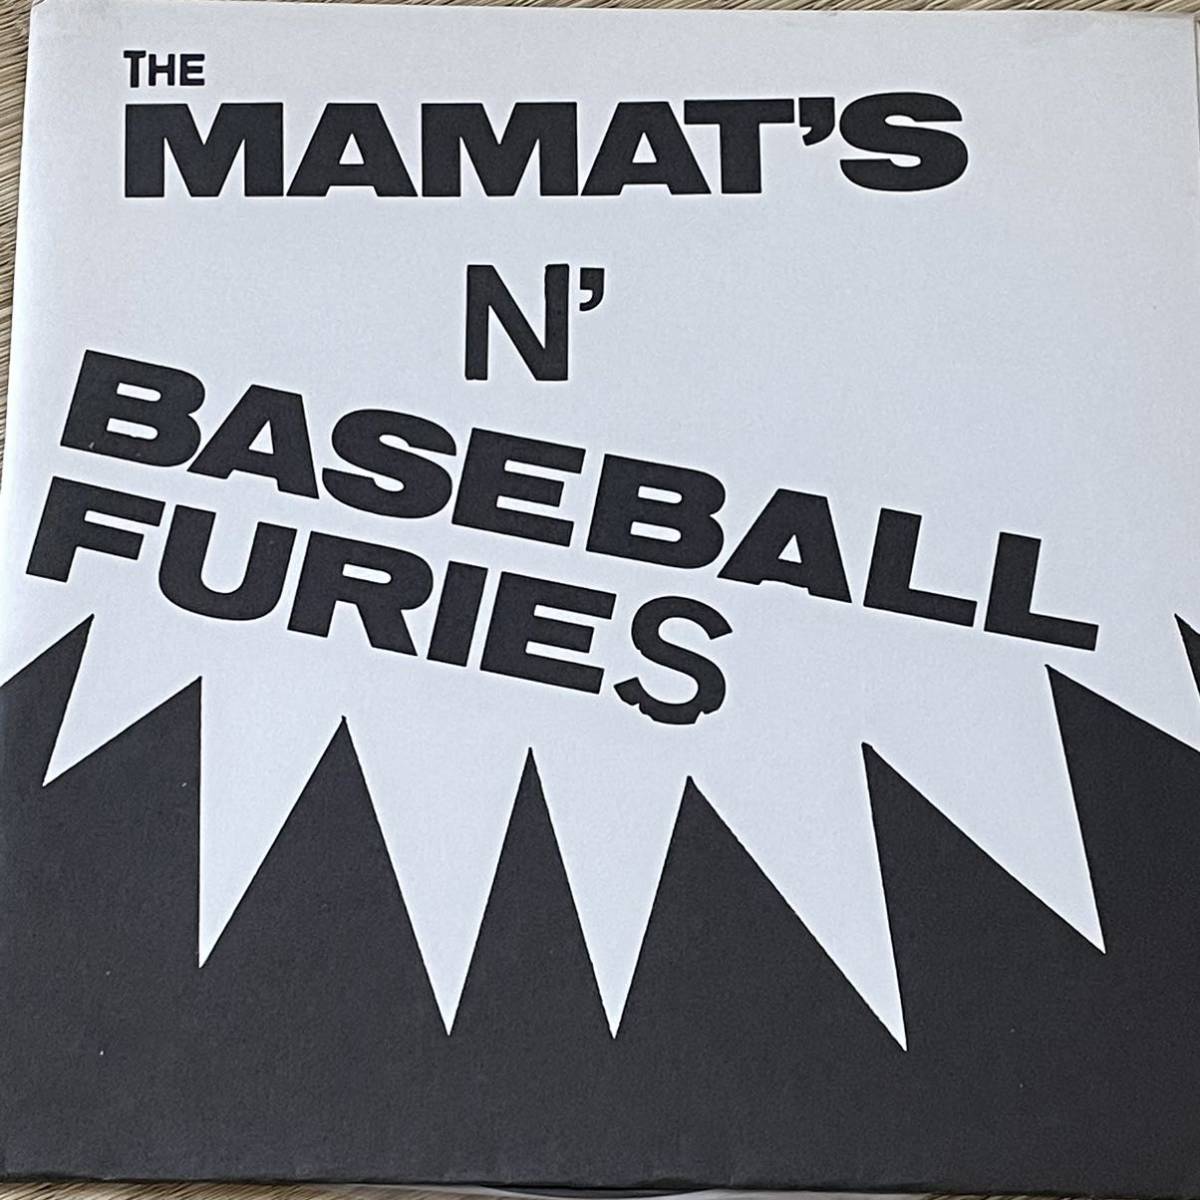 THE
MAMAT'S
N'
BASEBALL
FURIES